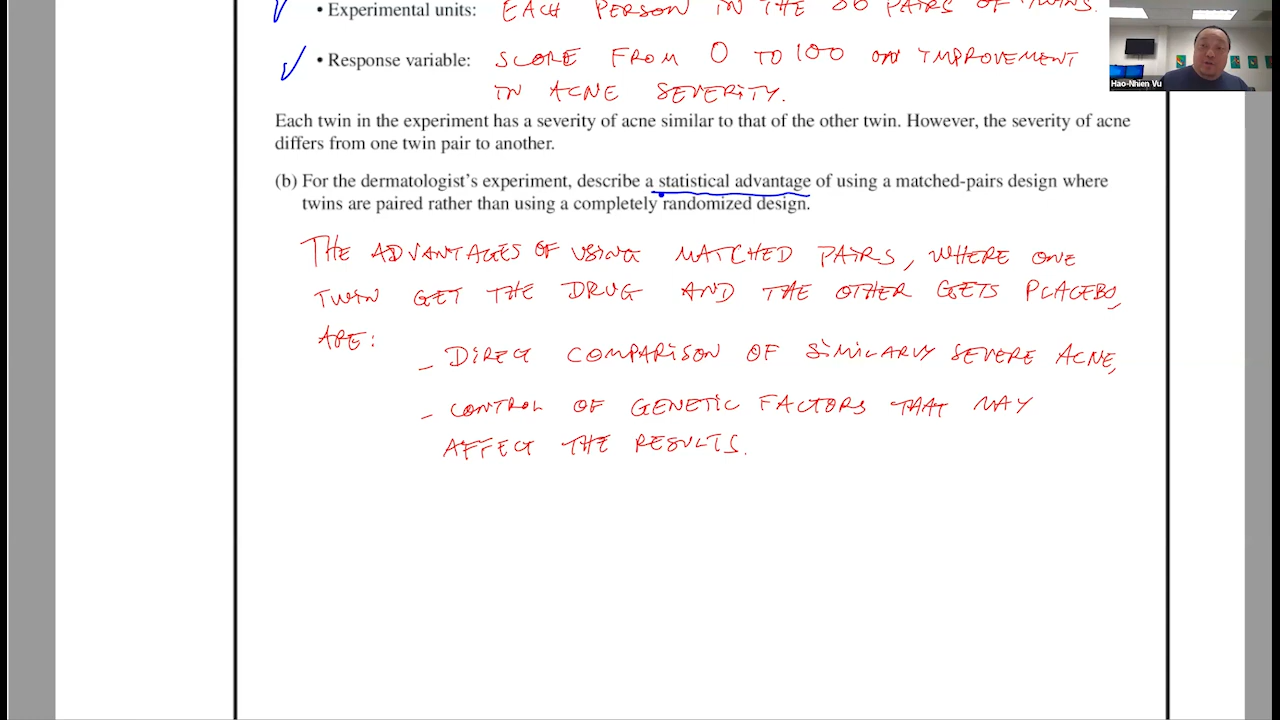 • Experimental units: EACH PERSON IN THE PAIRS OF TWINS.
• Response variable: SCORE FROM 0 TO 100 ON IMPROVEMENT
IN ACNE SEVERITY.
Hao-Nhien Vu
Each twin in the experiment has a severity of acne similar to that of the other twin. However, the severity of acne
differs from one twin pair to another.
(b) For the dermatologist's experiment, describe a statistical advantage of using a matched-pairs design where
twins are paired rather than using a completely randomized design.
THE ADVANTAGES OF USING MATCHED PAIRS, WHERE ONE
TWIN GET THE DRUG AND THE OTHER GETS PLACEBO,
ARE:
– DIRECT COMPARISON OF SIMILARLY SEVERE ACNE,
– CONTROL OF GENETIC FACTORS THAT MAY
AFFECT THE RESULTS.